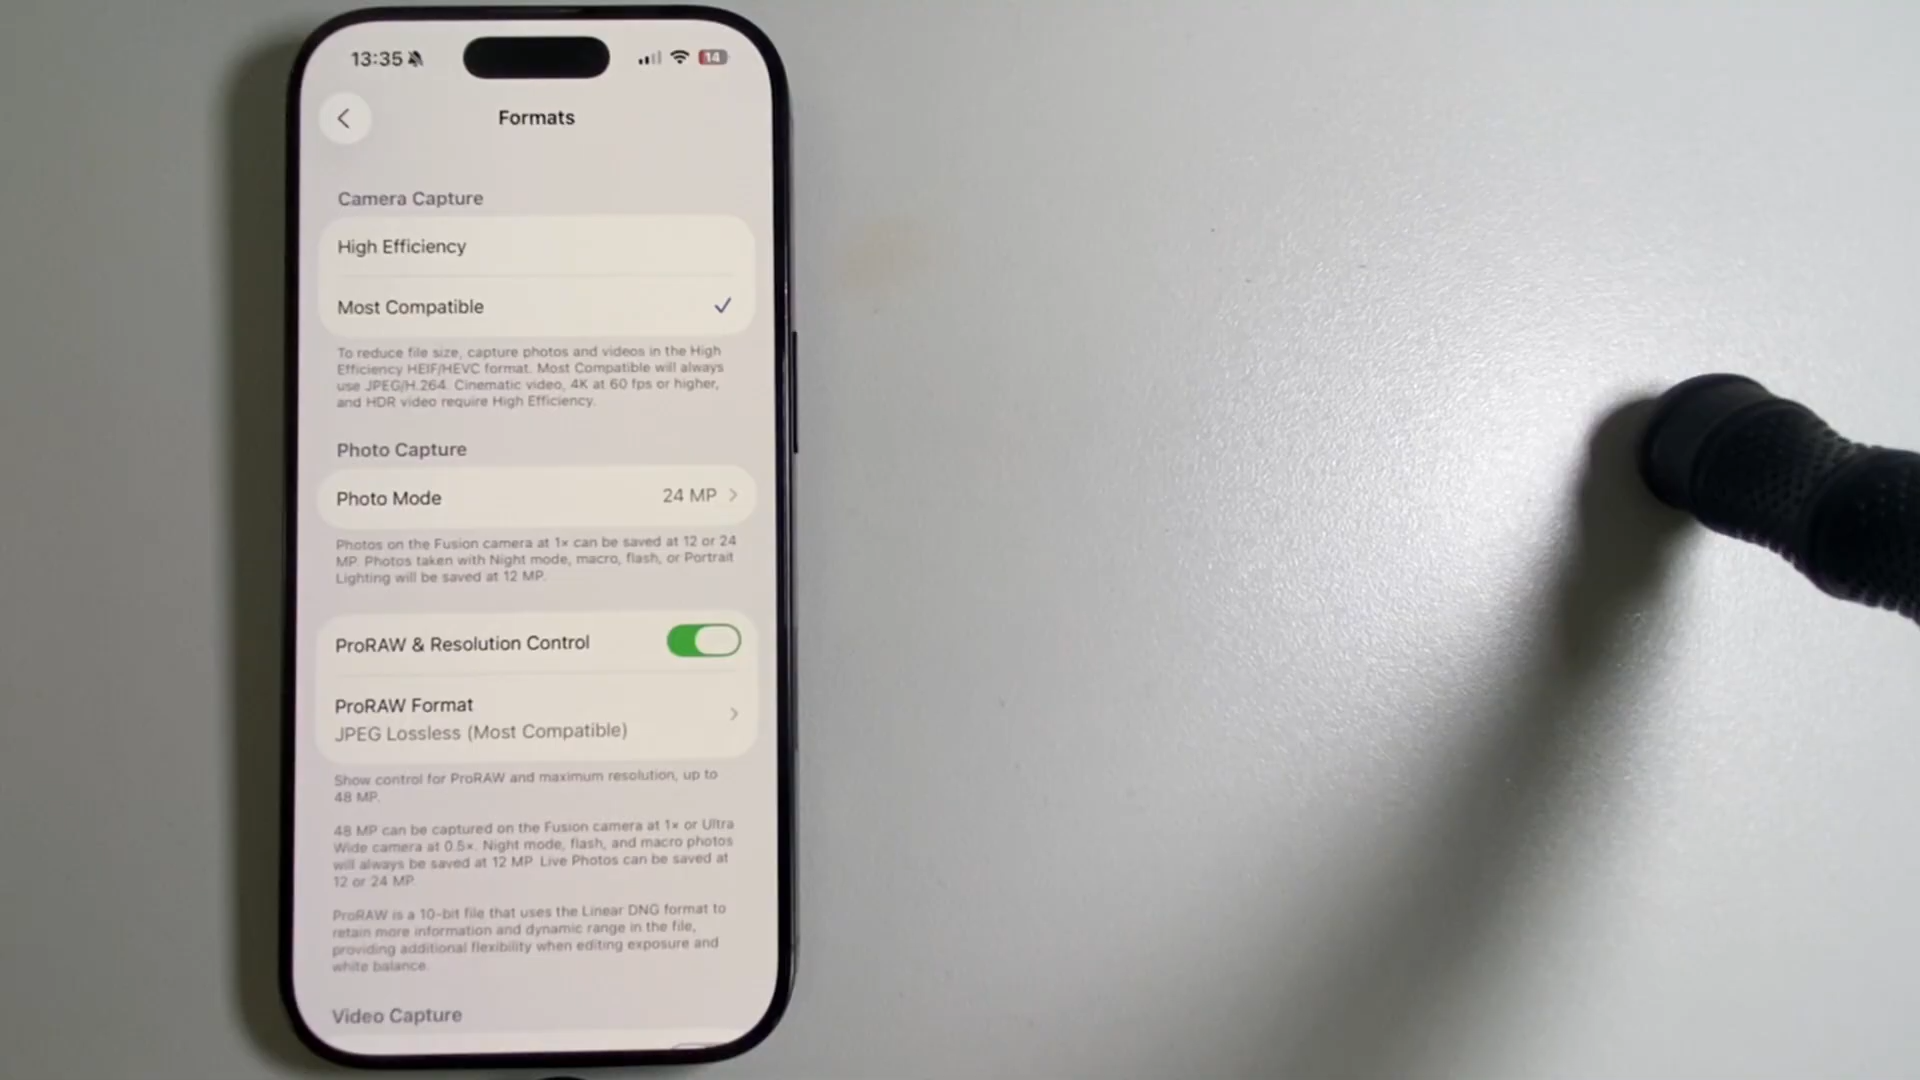 13:35
14
Formats
Camera Capture
High Efficiency
Most Compatible
To reduce file size, capture photos and videos in the High
Efficiency HEIF/HEVC format. Most Compatible will always
use JPEG/H.264. Cinematic video, 4K at 60 fps or higher,
and HDR video require High Efficiency.
Photo Capture
Photo Mode
24 MP
Photos on the Fusion camera at 1× can be saved at 12 or 24
MP. Photos taken with Night mode, macro, flash, or Portrait
Lighting will be saved at 12 MP.
ProRAW & Resolution Control
ProRAW Format
JPEG Lossless (Most Compatible)
Show control for ProRAW and maximum resolution, up to
48 MP.
48 MP can be captured on the Fusion camera at 1× or Ultra
Wide camera at 0.5×. Night mode, flash, and macro photos
will always be saved at 12 MP. Live Photos can be saved at
12 or 24 MP.
ProRAW is a 10-bit file that uses the Linear DNG format to
retain more information and dynamic range in the file,
providing additional flexibility when editing exposure and
white balance.
Video Capture